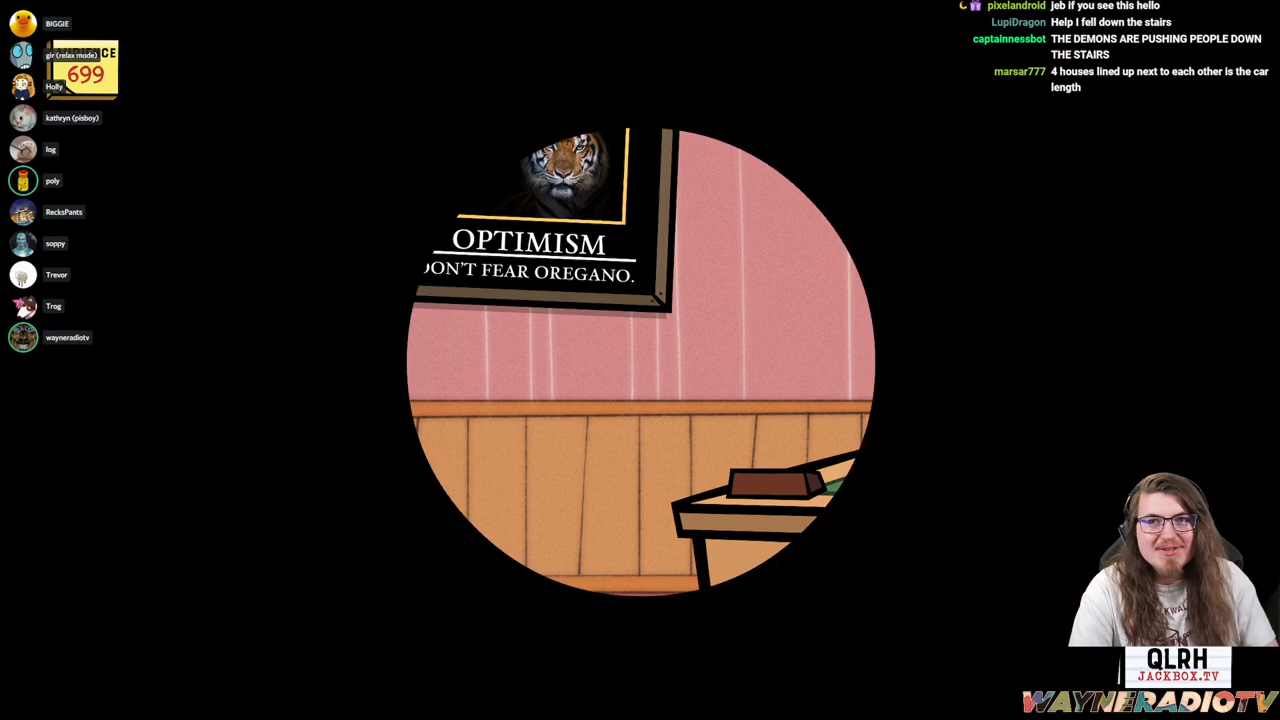 BIGGIE
gir (relax mode)
699
Holly
kathryn (pisboy)
log
poly
RecksPants
soppy
Trevor
Trog
wayneradiotv
OPTIMISM
DON'T FEAR OREGANO.
pixelandroid jeb if you see this hello
LupiDragon Help I fell down the stairs
captainnessbot THE DEMONS ARE PUSHING PEOPLE DOWN
THE STAIRS
marsar777 4 houses lined up next to each other is the car
length
QLRH
JACKBOX.TV
WAYNERADIOTV